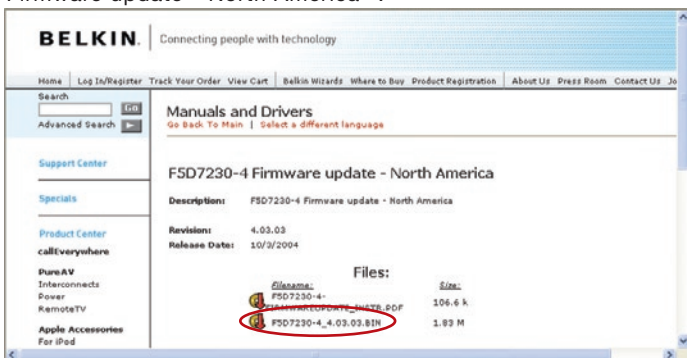 BELKIN. Connecting people with technology
Home Log In/Register Track Your Order View Cart Belkin Wizards Where to Buy Product Registration About Us Press Room Contact Us Jo
Search
Go
Advanced Search
Manuals and Drivers
Go Back To Main | Select a different language
Support Center
F5D7230-4 Firmware update - North America
Specials
Description: F5D7230-4 Firmware update - North America
Product Center
Revision: 4.03.03
callEverywhere
Release Date: 10/3/2004
PureAV
Files:
Interconnects
Filename: Size:
Power
F5D7230-4-
FIRMWAREUPDATE_INSTR.PDF 106.6 k
RemoteTV
F5D7230-4_4.03.03.BIN 1.83 M
Apple Accessories
For iPod